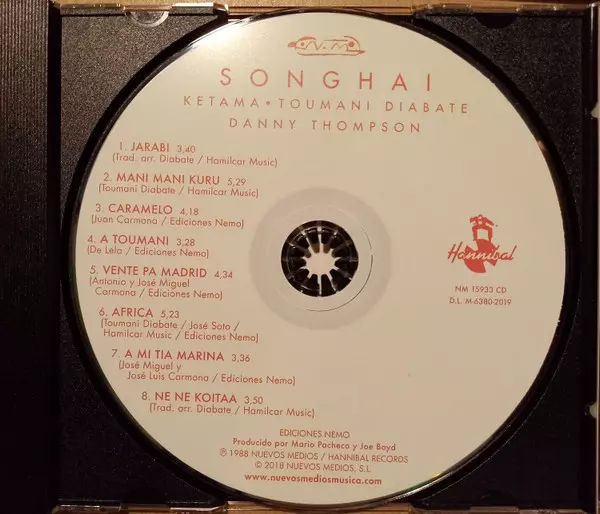 N.M
SONGHAI
KETAMA • TOUMANI DIABATE
DANNY THOMPSON
1. JARABI 3,40
(Trad. arr. Diabate / Hamilcar Music)
2. MANI MANI KURU 5,29
(Toumani Diabate / Hamilcar Music)
3. CARAMELO 4,18
(Juan Carmona / Ediciones Nemo)
4. A TOUMANI 3,28
(De Lela / Ediciones Nemo)
5. VENTE PA MADRID 4,34
(Antonio y José Miguel
Carmona / Ediciones Nemo)
6. AFRICA 5,23
(Toumani Diabate / José Soto /
Hamilcar Music / Ediciones Nemo)
7. A MI TIA MARINA 3,36
(José Miguel y
José Luis Carmona / Ediciones Nemo)
8. NE NE KOITAA 3,50
(Trad. arr. Diabate / Hamilcar Music)
Hannibal
NM 15933 CD
D.L. M-6380-2019
EDICIONES NEMO
Producido por Mario Pacheco y Joe Boyd
℗ 1988 NUEVOS MEDIOS / HANNIBAL RECORDS
© 2018 NUEVOS MEDIOS, S.L.
www.nuevosmediosmusica.com